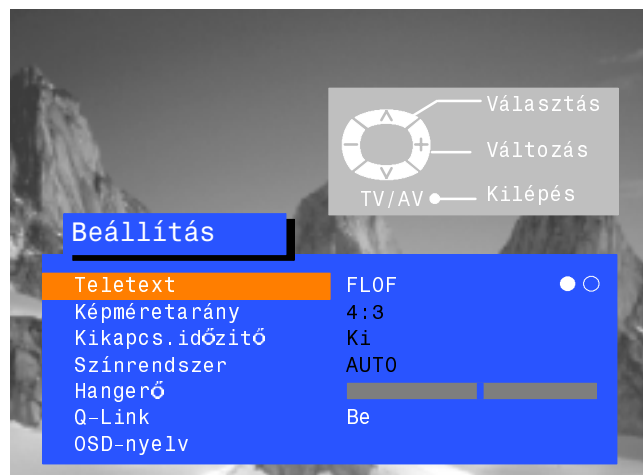 Választás
Változás
TV/AV Kilépés
Beállítás
Teletext FLOF
Képméretarány 4:3
Kikapcs.időzitő Ki
Színrendszer AUTO
Hangerő
Q-Link Be
OSD-nyelv